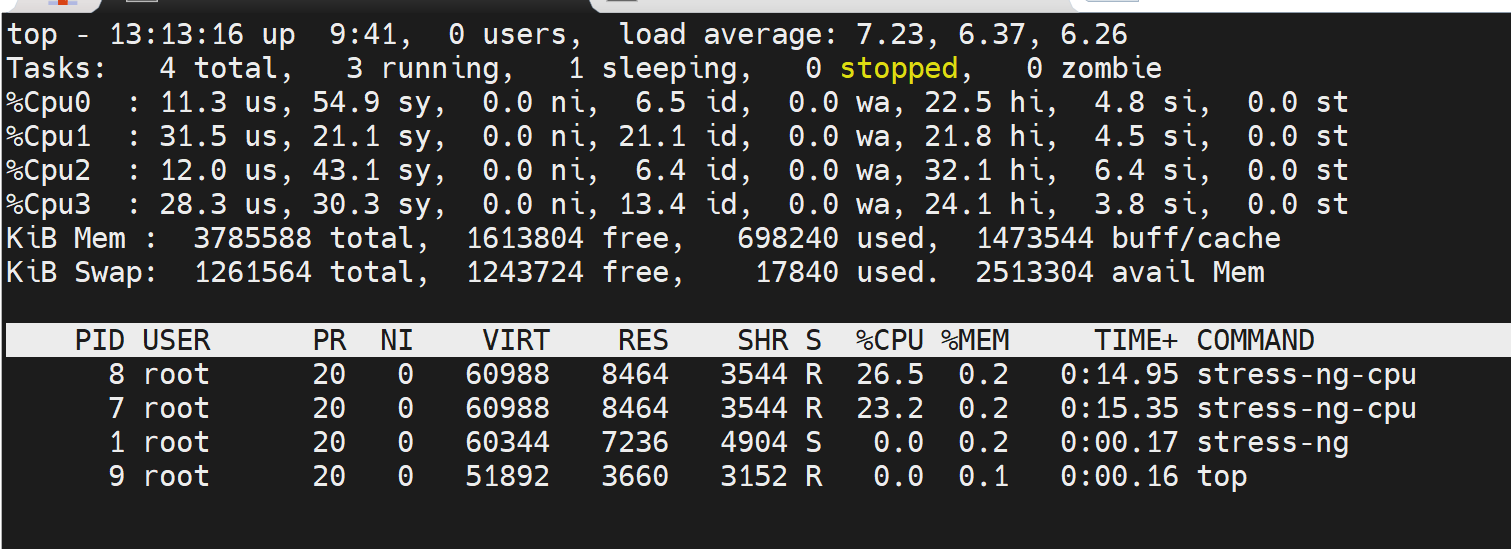 top - 13:13:16 up  9:41,  0 users,  load average: 7.23, 6.37, 6.26
Tasks:   4 total,   3 running,   1 sleeping,   0 stopped,   0 zombie
%Cpu0  : 11.3 us, 54.9 sy,  0.0 ni,  6.5 id,  0.0 wa, 22.5 hi,  4.8 si,  0.0 st
%Cpu1  : 31.5 us, 21.1 sy,  0.0 ni, 21.1 id,  0.0 wa, 21.8 hi,  4.5 si,  0.0 st
%Cpu2  : 12.0 us, 43.1 sy,  0.0 ni,  6.4 id,  0.0 wa, 32.1 hi,  6.4 si,  0.0 st
%Cpu3  : 28.3 us, 30.3 sy,  0.0 ni, 13.4 id,  0.0 wa, 24.1 hi,  3.8 si,  0.0 st
KiB Mem :  3785588 total,  1613804 free,   698240 used,  1473544 buff/cache
KiB Swap:  1261564 total,  1243724 free,    17840 used.  2513304 avail Mem
PID USER      PR  NI    VIRT    RES    SHR S  %CPU %MEM     TIME+ COMMAND
8 root      20   0   60988   8464   3544 R  26.5  0.2   0:14.95 stress-ng-cpu
7 root      20   0   60988   8464   3544 R  23.2  0.2   0:15.35 stress-ng-cpu
1 root      20   0   60344   7236   4904 S   0.0  0.2   0:00.17 stress-ng
9 root      20   0   51892   3660   3152 R   0.0  0.1   0:00.16 top